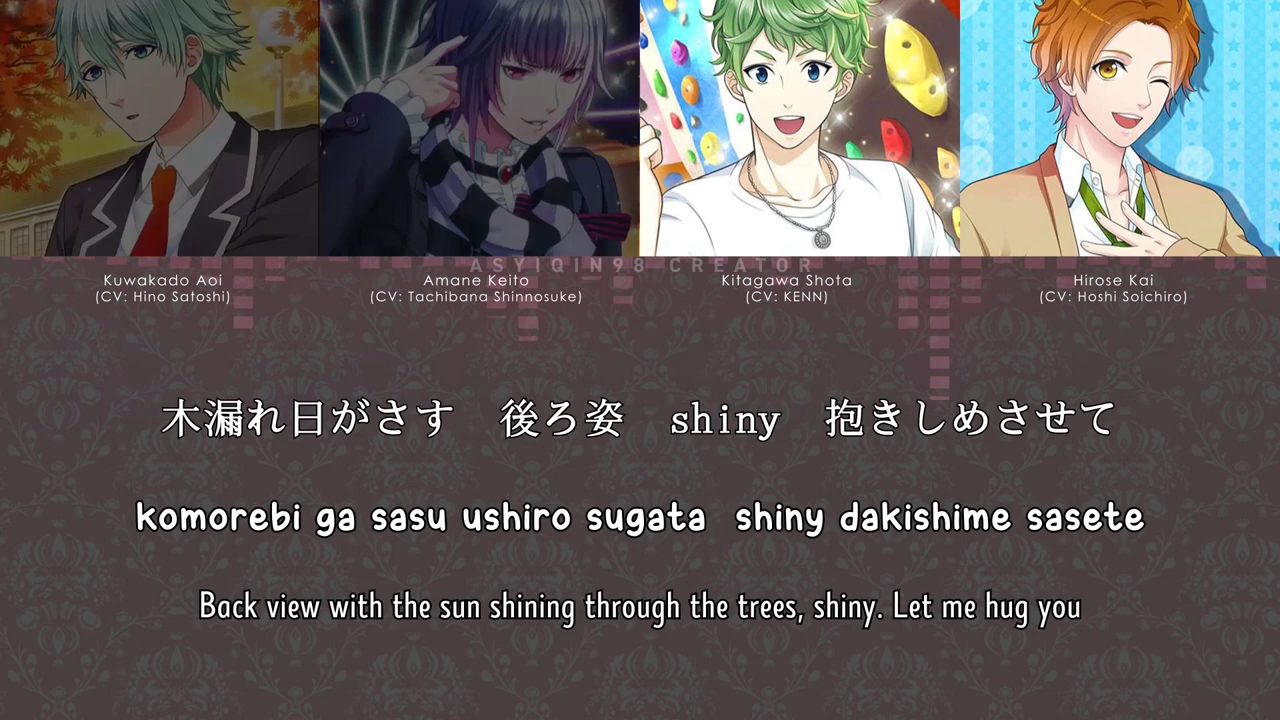 ASYIQIN98 CREATOR
Kuwakado Aoi
(CV: Hino Satoshi)
Amane Keito
(CV: Tachibana Shinnosuke)
Kitagawa Shota
(CV: KENN)
Hirose Kai
(CV: Hoshi Soichiro)
木漏れ日がさす　後ろ姿　shiny　抱きしめさせて
komorebi ga sasu ushiro sugata shiny dakishime sasete
Back view with the sun shining through the trees, shiny. Let me hug you